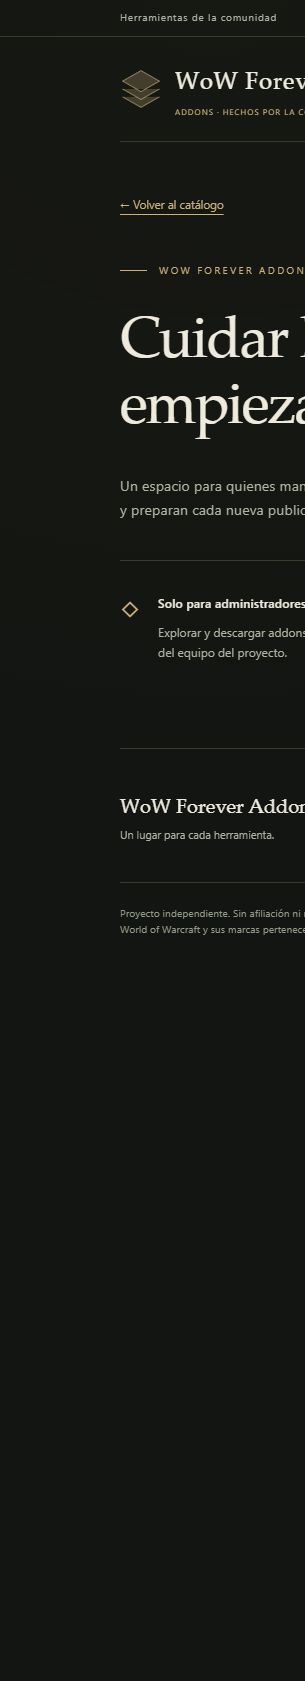 Herramientas de la comunidad
WoW Forev
ADDONS · HECHOS POR LA C
← Volver al catálogo
WOW FOREVER ADDON
Cuidar
empieza
Un espacio para quienes man
y preparan cada nueva public
Solo para administradores
Explorar y descargar addons
del equipo del proyecto.
WoW Forever Addon
Un lugar para cada herramienta.
Proyecto independiente. Sin afiliación ni
World of Warcraft y sus marcas pertenece